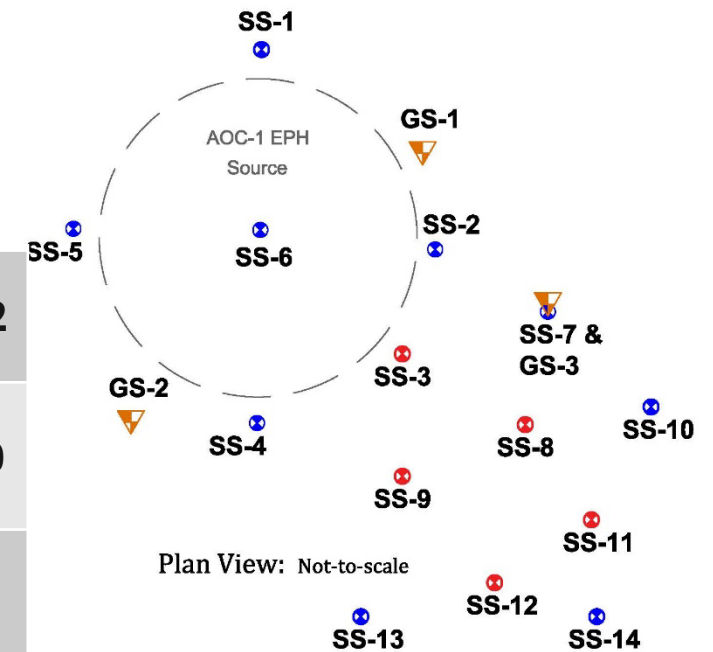 SS-1
GS-1
AOC-1 EPH
Source
SS-2
SS-5
SS-6
2
SS-7 &
GS-3
SS-3
GS-2
SS-10
SS-4
SS-8
SS-9
SS-11
Plan View: Not-to-scale
SS-12
SS-13
SS-14